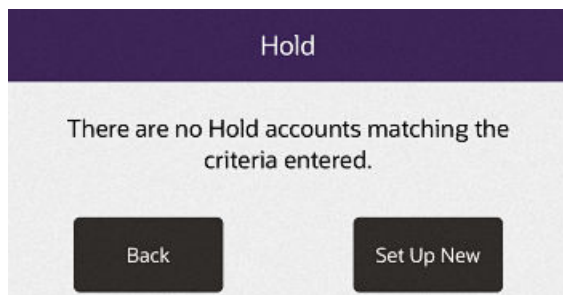 Hold
There are no Hold accounts matching the
criteria entered.
Back
Set Up New